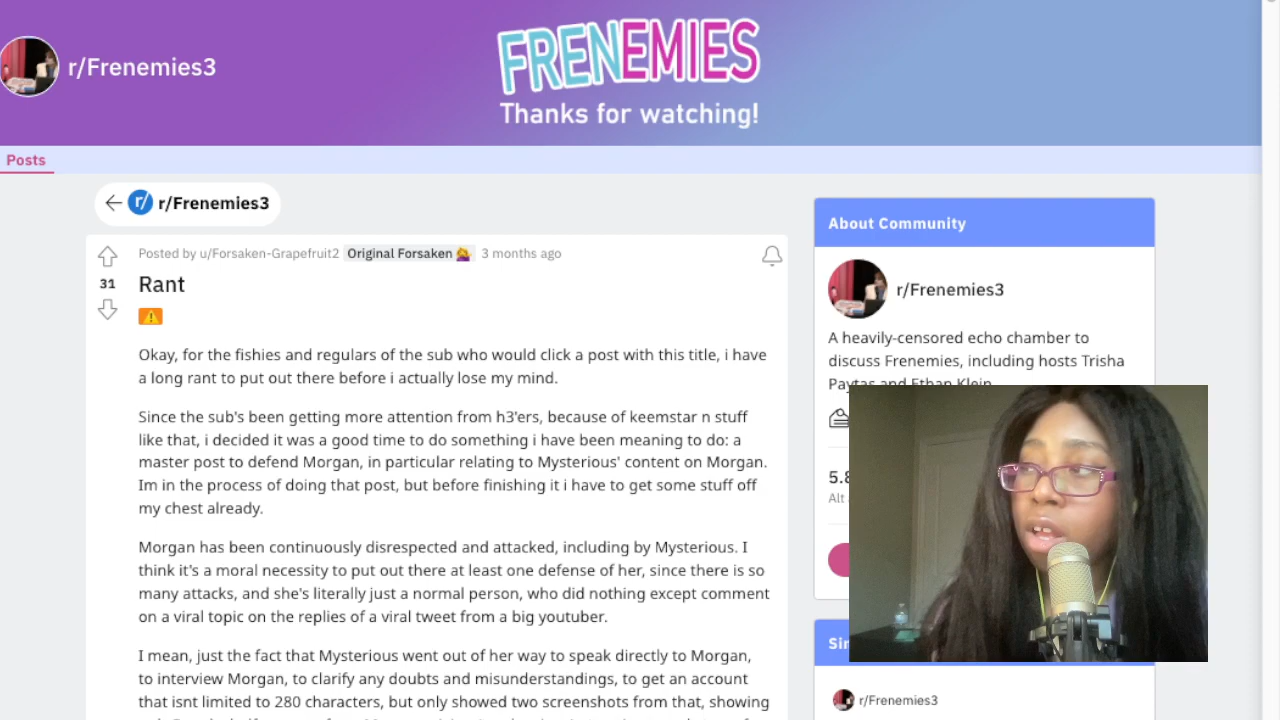 FRENEMIES
Thanks for watching!
r/Frenemies3
Posts
r/ r/Frenemies3
Posted by u/Forsaken-Grapefruit2 Original Forsaken 3 months ago
31
Rant
Okay, for the fishies and regulars of the sub who would click a post with this title, i have
a long rant to put out there before i actually lose my mind.
Since the sub's been getting more attention from h3'ers, because of keemstar n stuff
like that, i decided it was a good time to do something i have been meaning to do: a
master post to defend Morgan, in particular relating to Mysterious' content on Morgan.
Im in the process of doing that post, but before finishing it i have to get some stuff off
my chest already.
Morgan has been continuously disrespected and attacked, including by Mysterious. I
think it's a moral necessity to put out there at least one defense of her, since there is so
many attacks, and she's literally just a normal person, who did nothing except comment
on a viral topic on the replies of a viral tweet from a big youtuber.
I mean, just the fact that Mysterious went out of her way to speak directly to Morgan,
to interview Morgan, to clarify any doubts and misunderstandings, to get an account
that isnt limited to 280 characters, but only showed two screenshots from that, showing
About Community
r/Frenemies3
A heavily-censored echo chamber to
discuss Frenemies, including hosts Trisha
Paytas and Ethan Klein
5.8
Alt
r/Frenemies3